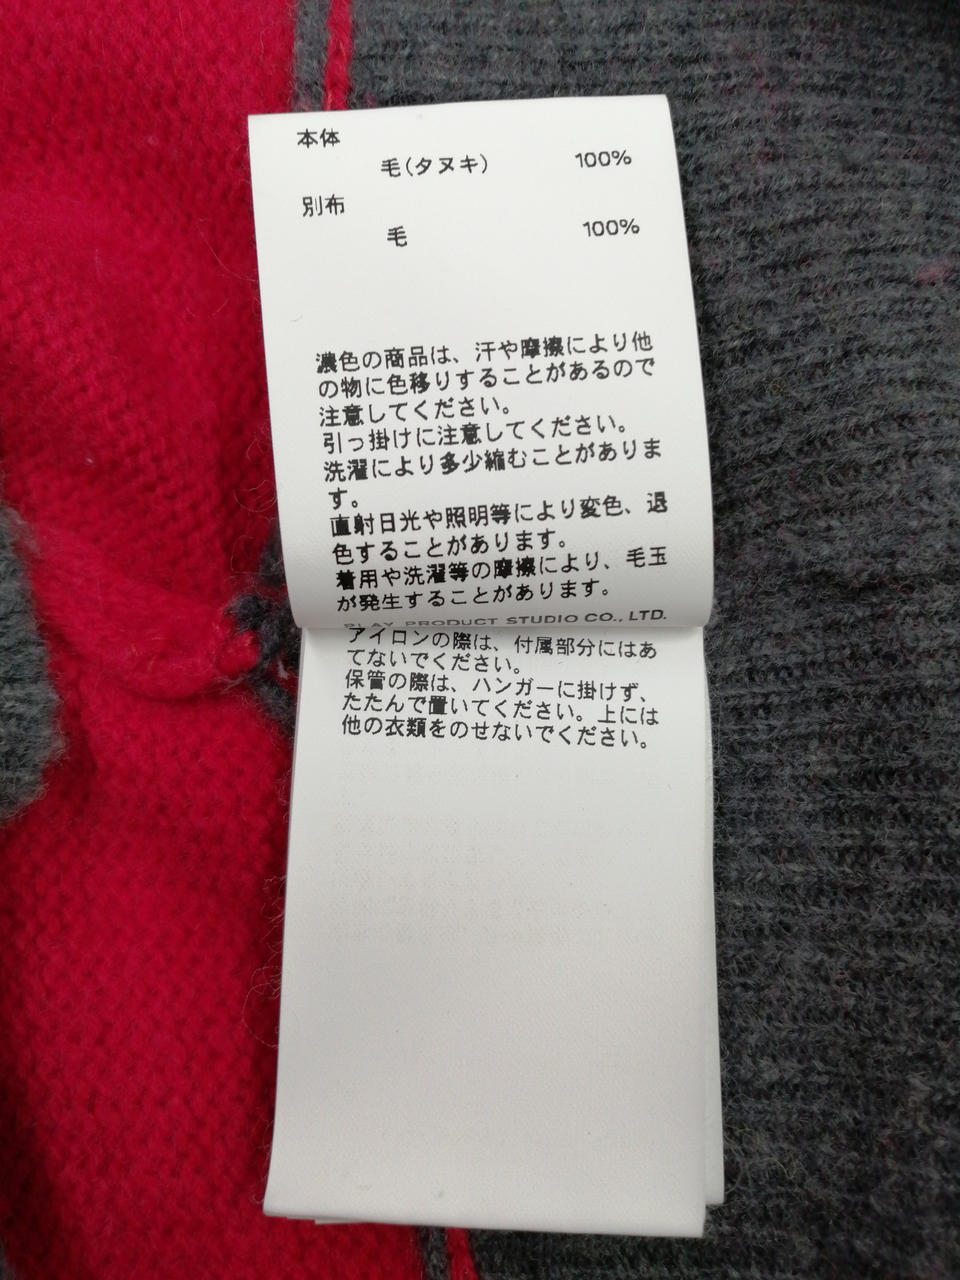 本体
毛(タヌキ) 100%
別布
毛 100%
濃色の商品は、汗や摩擦により他
の物に色移りすることがあるので
注意してください。
引っ掛けに注意してください。
洗濯により多少縮むことがありま
す。
直射日光や照明等により変色、退
色することがあります。
着用や洗濯等の摩擦により、毛玉
が発生することがあります。
PLAY PRODUCT STUDIO CO., LTD.
アイロンの際は、付属部分にはあ
てないでください。
保管の際は、ハンガーに掛けず、
たたんで置いてください。上には
他の衣類をのせないでください。